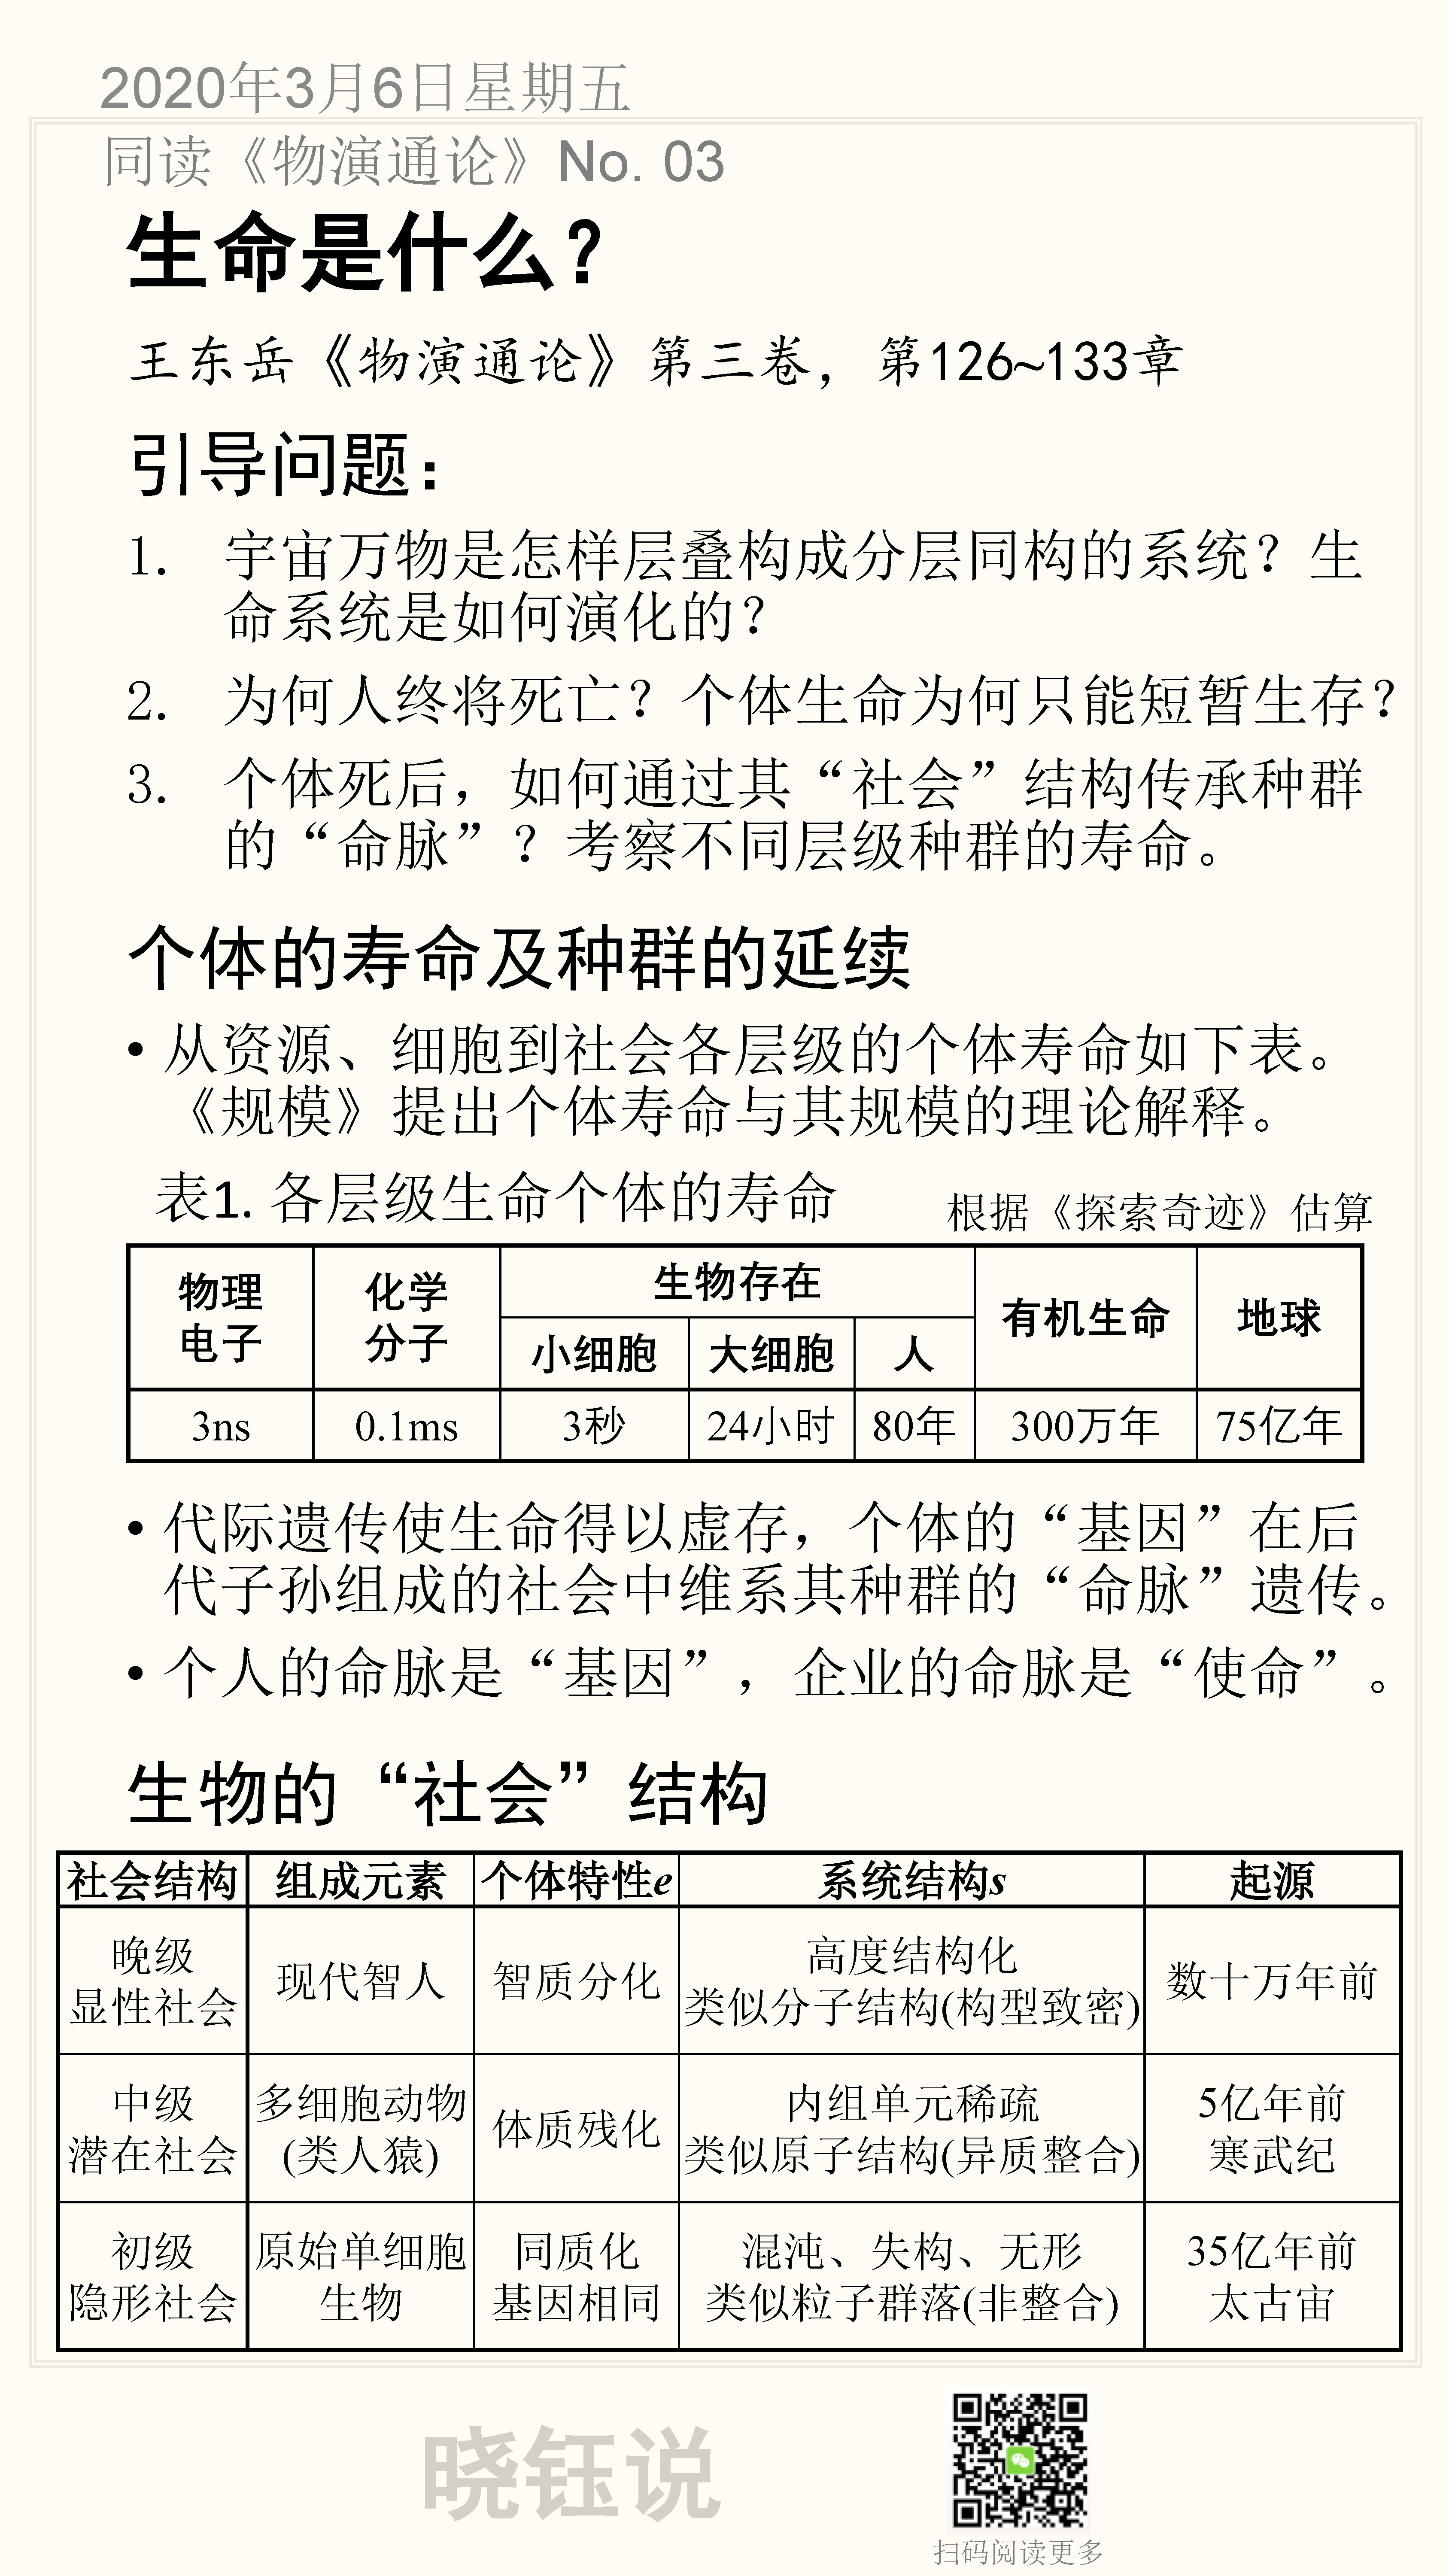 2020年3月6日星期五
同读《物演通论》No. 03
生命是什么？
王东岳《物演通论》第三卷，第126~133章
引导问题：
1. 宇宙万物是怎样层叠构成分层同构的系统？生
命系统是如何演化的？
2. 为何人终将死亡？个体生命为何只能短暂生存？
3. 个体死后，如何通过其“社会”结构传承种群
的“命脉”？考察不同层级种群的寿命。
个体的寿命及种群的延续
• 从资源、细胞到社会各层级的个体寿命如下表。
《规模》提出个体寿命与其规模的理论解释。
表1. 各层级生命个体的寿命 根据《探索奇迹》估算
物理 化学 生物存在 有机生命 地球
电子 分子 小细胞 大细胞 人
3ns 0.1ms 3秒 24小时 80年 300万年 75亿年
• 代际遗传使生命得以虚存，个体的“基因”在后
代子孙组成的社会中维系其种群的“命脉”遗传。
• 个人的命脉是“基因”，企业的命脉是“使命”。
生物的“社会”结构
社会结构 组成元素 个体特性e 系统结构s 起源
晚级 现代智人 智质分化 高度结构化 数十万年前
显性社会 类似分子结构(构型致密)
中级 多细胞动物 体质残化 内组单元稀疏 5亿年前
潜在社会 (类人猿) 类似原子结构(异质整合) 寒武纪
初级 原始单细胞 同质化 混沌、失构、无形 35亿年前
隐形社会 生物 基因相同 类似粒子群落(非整合) 太古宙
晓钰说
扫码阅读更多